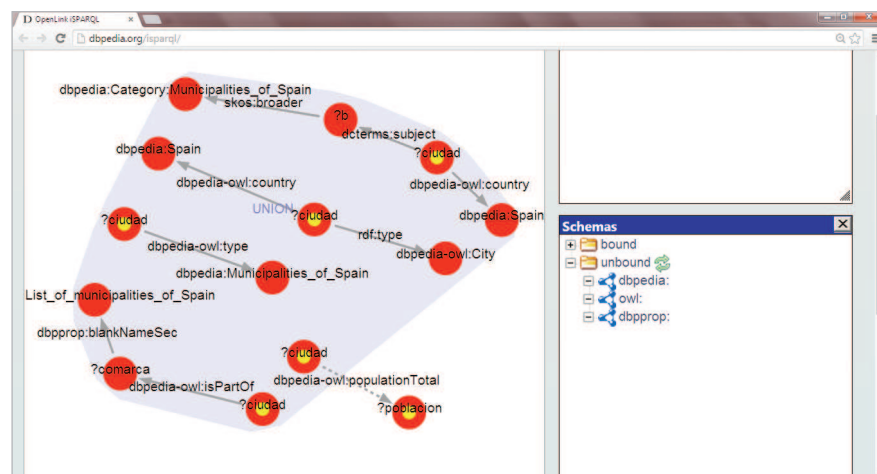 OpenLink iSPARQL
dbpedia.org/isparql/
dbpedia:Category:Municipalities_of_Spain
skos:broader
?b
dcterms:subject
dbpedia:Spain
?ciudad
dbpedia-owl:country
dbpedia-owl:country
UNION
?ciudad
?ciudad
dbpedia:Spain
rdf:type
dbpedia-owl:type
dbpedia-owl:City
dbpedia:Municipalities_of_Spain
List_of_municipalities_of_Spain
dbpprop:blankNameSec
?ciudad
?comarca
dbpedia-owl:isPartOf
dbpedia-owl:populationTotal
?ciudad
?poblacion
Schemas
bound
unbound
dbpedia:
owl:
dbpprop: